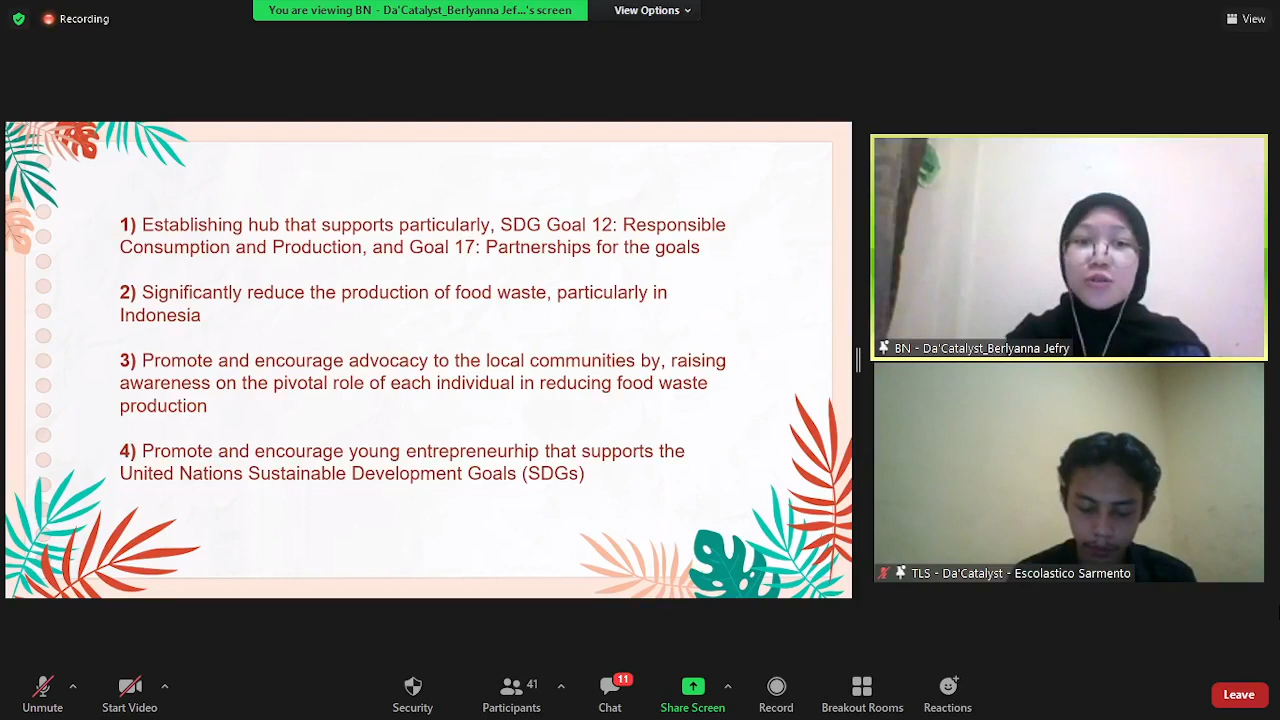 Recording
You are viewing BN - Da'Catalyst_Berlyanna Jef...'s screen
View Options
View
1) Establishing hub that supports particularly, SDG Goal 12: Responsible
Consumption and Production, and Goal 17: Partnerships for the goals
2) Significantly reduce the production of food waste, particularly in
Indonesia
3) Promote and encourage advocacy to the local communities by, raising
awareness on the pivotal role of each individual in reducing food waste
production
4) Promote and encourage young entrepreneurhip that supports the
United Nations Sustainable Development Goals (SDGs)
BN - Da'Catalyst_Berlyanna Jefry
TLS - Da'Catalyst - Escolastico Sarmento
Unmute
Start Video
Security
41
Participants
11
Chat
Share Screen
Record
Breakout Rooms
Reactions
Leave